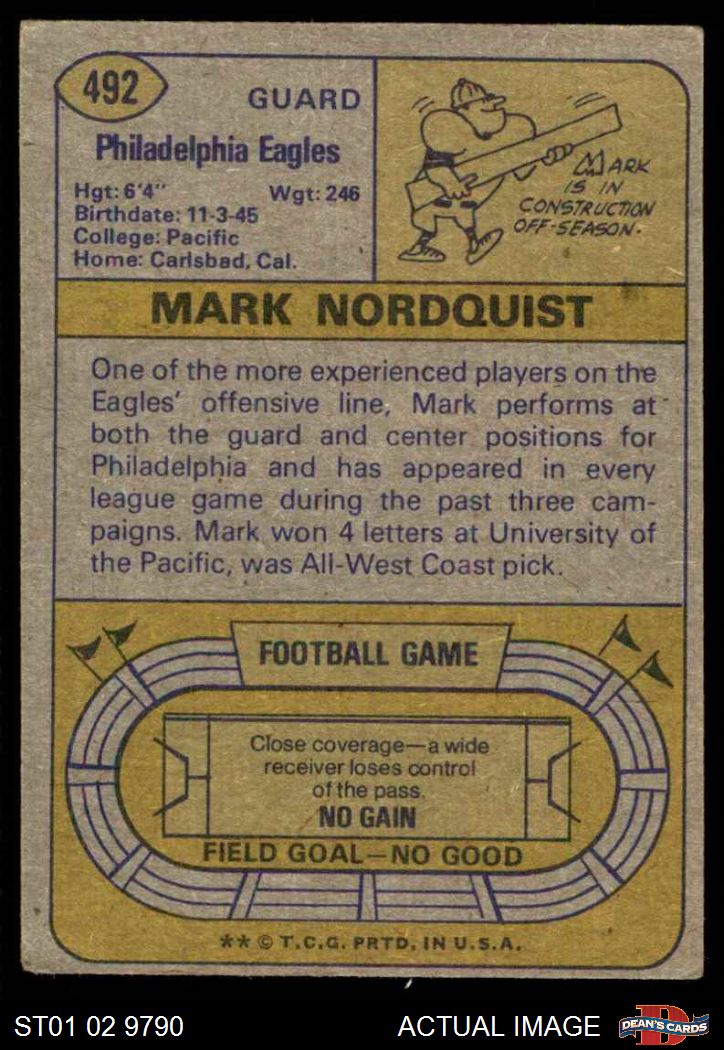 492
GUARD
Philadelphia Eagles
Hgt: 6'4" Wgt: 246
Birthdate: 11-3-45
College: Pacific
Home: Carlsbad, Cal.
MARK
IS IN
CONSTRUCTION
OFF-SEASON.
MARK NORDQUIST
One of the more experienced players on the
Eagles' offensive line, Mark performs at
both the guard and center positions for
Philadelphia and has appeared in every
league game during the past three cam-
paigns. Mark won 4 letters at University of
the Pacific, was All-West Coast pick.
FOOTBALL GAME
Close coverage—a wide
receiver loses control
of the pass.
NO GAIN
FIELD GOAL—NO GOOD
** © T.C.G. PRTD. IN U.S.A.
ST01 02 9790 ACTUAL IMAGE
D
DEAN'S CARDS